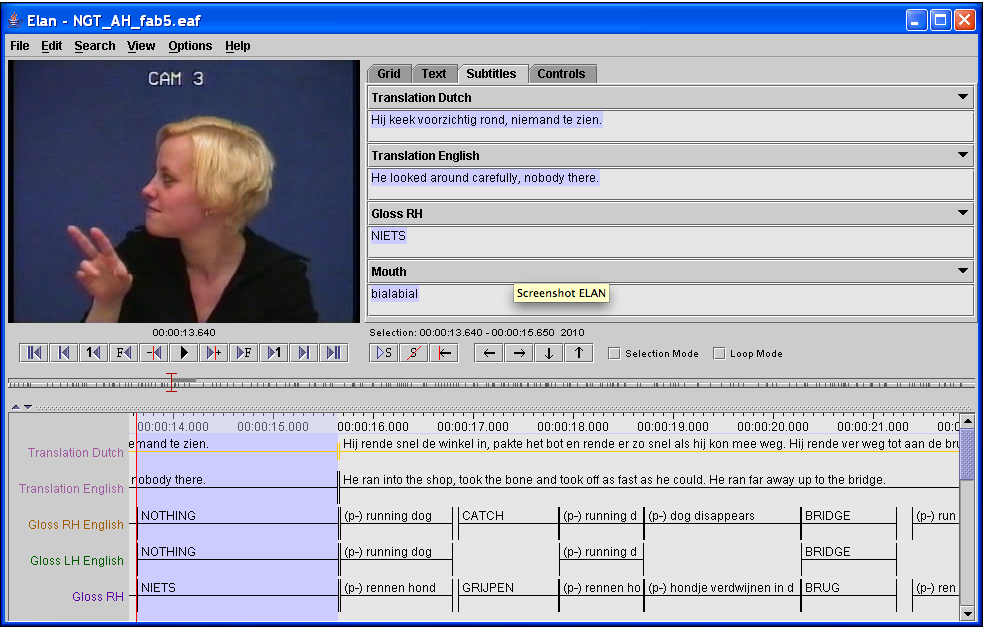 Elan - NGT_AH_fab5.eaf
File Edit Search View Options Help
CAM 3
Grid Text Subtitles Controls
Translation Dutch
Hij keek voorzichtig rond, niemand te zien.
Translation English
He looked around carefully, nobody there.
Gloss RH
NIETS
Mouth
bialabial
Screenshot ELAN
00:00:13.640
Selection: 00:00:13.640 - 00:00:15.650 2010
1 F F 1 S S
Selection Mode Loop Mode
00:00:14.000 00:00:15.000 00:00:16.000 00:00:17.000 00:00:18.000 00:00:19.000 00:00:20.000 00:00:21.000 00:0
Translation Dutch emand te zien. Hij rende snel de winkel in, pakte het bot en rende er zo snel als hij kon mee weg. Hij rende ver weg tot aan de bru
Translation English nobody there. He ran into the shop, took the bone and took off as fast as he could. He ran far away up to the bridge.
Gloss RH English NOTHING (p-) running dog CATCH (p-) running d (p-) dog disappears BRIDGE (p-) run
Gloss LH English NOTHING (p-) running dog (p-) running d BRIDGE
Gloss RH NIETS (p-) rennen hond GRIJPEN (p-) rennen ho (p-) hondje verdwijnen in d BRUG (p-) ren